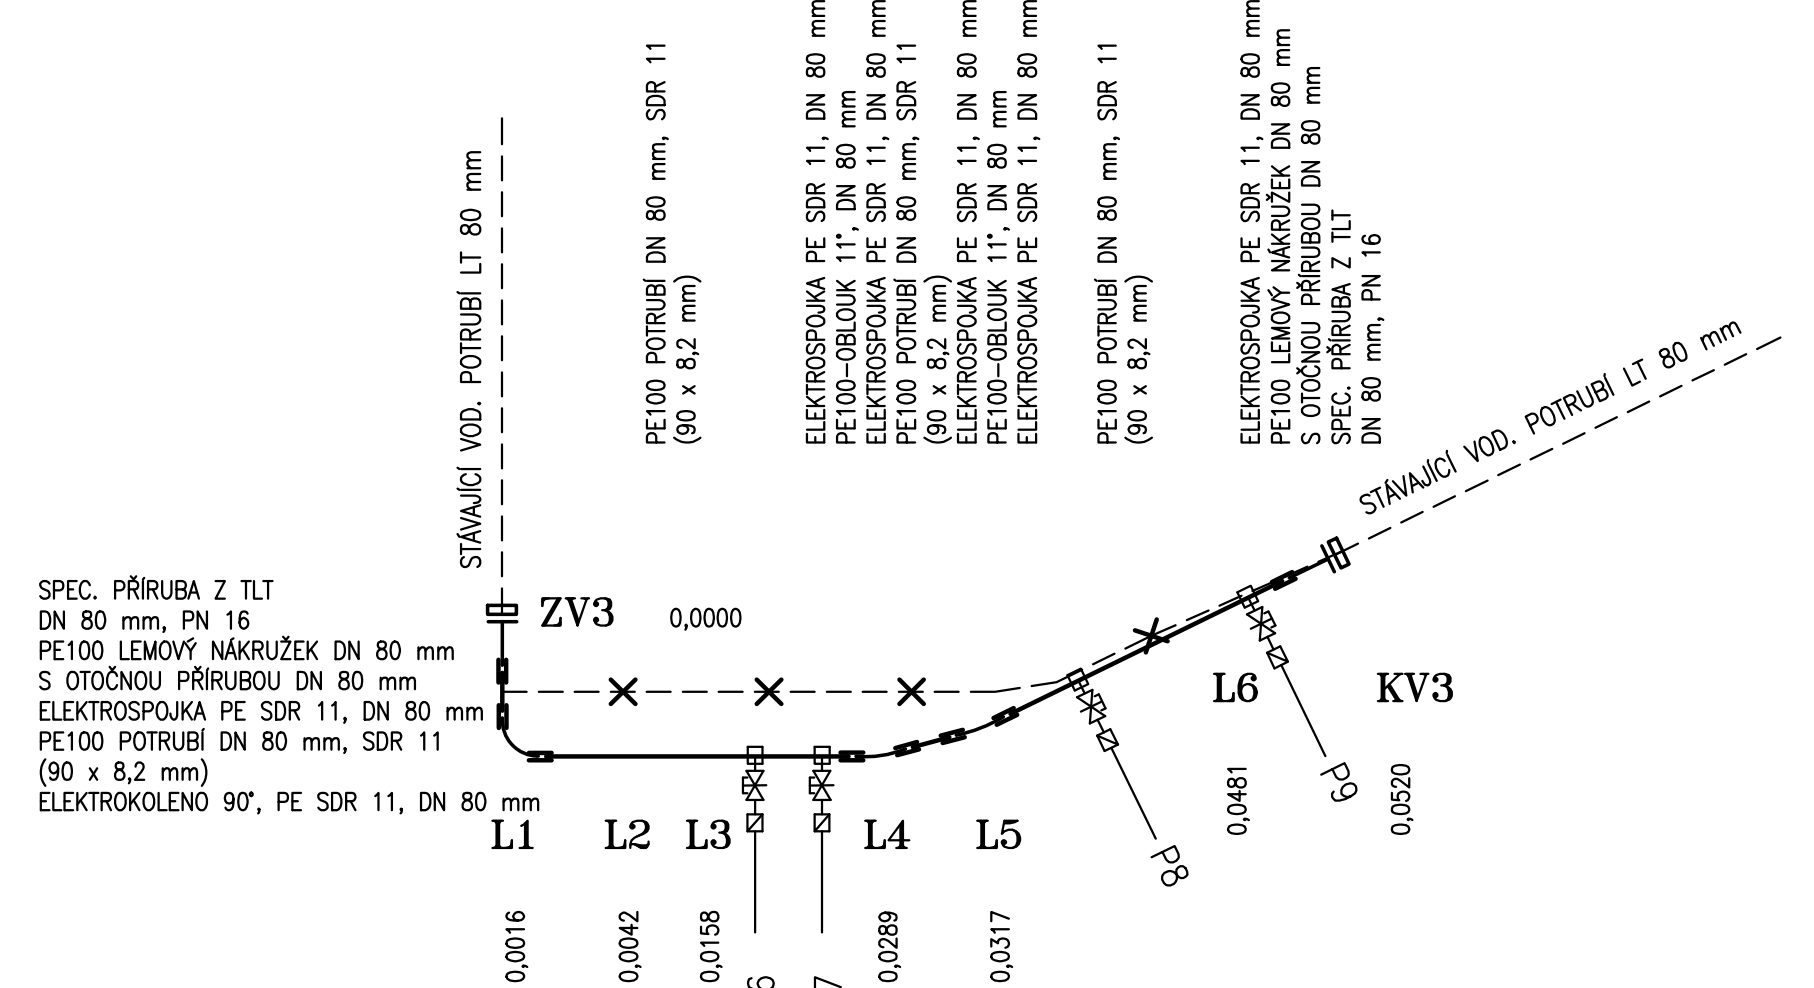 STÁVAJÍCÍ VOD. POTRUBÍ LT 80 mm
PE100 POTRUBÍ DN 80 mm, SDR 11
(90 x 8,2 mm)
ELEKTROSPOJKA PE SDR 11, DN 80 mm
PE100-OBLOUK 11°, DN 80 mm
ELEKTROSPOJKA PE SDR 11, DN 80 mm
PE100 POTRUBÍ DN 80 mm, SDR 11
(90 x 8,2 mm)
ELEKTROSPOJKA PE SDR 11, DN 80 mm
PE100-OBLOUK 11°, DN 80 mm
ELEKTROSPOJKA PE SDR 11, DN 80 mm
PE100 POTRUBÍ DN 80 mm, SDR 11
(90 x 8,2 mm)
ELEKTROSPOJKA PE SDR 11, DN 80 mm
PE100 LEMOVÝ NÁKRUŽEK DN 80 mm
S OTOČNOU PŘÍRUBOU DN 80 mm
SPEC. PŘÍRUBA Z TLT
DN 80 mm, PN 16
STÁVAJÍCÍ VOD. POTRUBÍ LT 80 mm
SPEC. PŘÍRUBA Z TLT
DN 80 mm, PN 16
PE100 LEMOVÝ NÁKRUŽEK DN 80 mm
S OTOČNOU PŘÍRUBOU DN 80 mm
ELEKTROSPOJKA PE SDR 11, DN 80 mm
PE100 POTRUBÍ DN 80 mm, SDR 11
(90 x 8,2 mm)
ELEKTROKOLENO 90°, PE SDR 11, DN 80 mm
ZV3
0,0000
L6
KV3
0,0481
P9
0,0520
L1
L2
L3
L4
L5
P8
0,0016
0,0042
0,0158
0,0289
0,0317
6
7